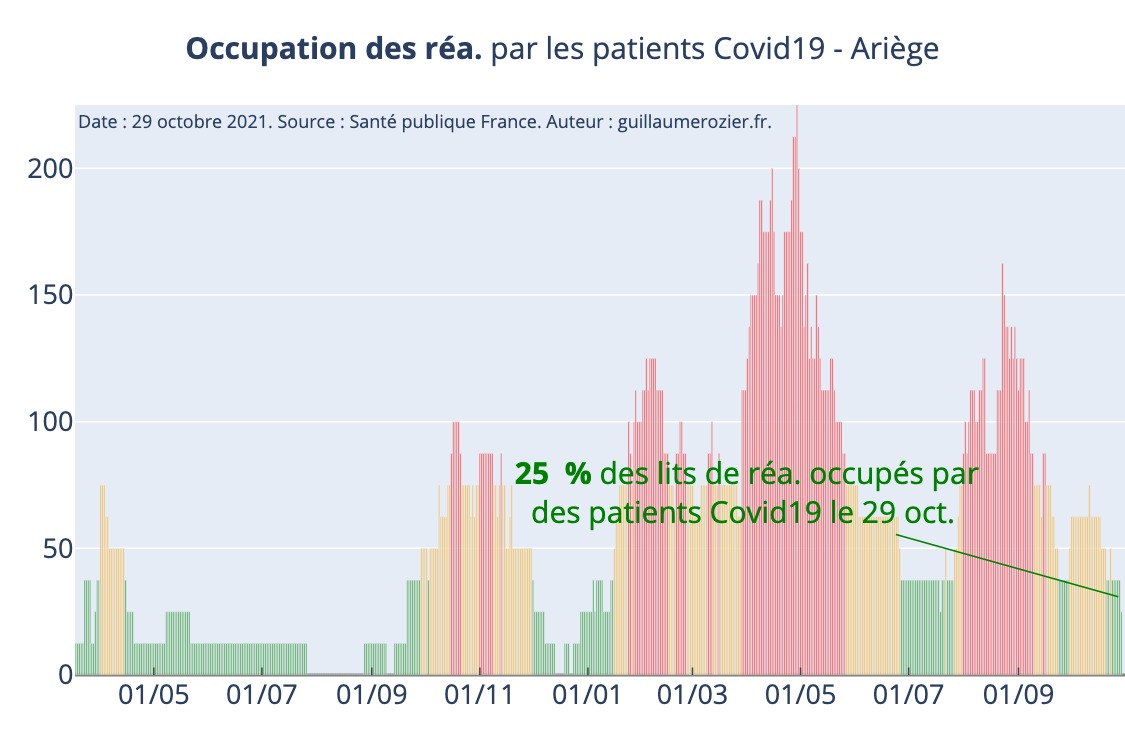 Occupation des réa. par les patients Covid19 - Ariège
Date : 29 octobre 2021. Source : Santé publique France. Auteur : guillaumerozier.fr.
200
150
100
25  % des lits de réa. occupés par
des patients Covid19 le 29 oct.
50
0
01/05 01/07 01/09 01/11 01/01 01/03 01/05 01/07 01/09